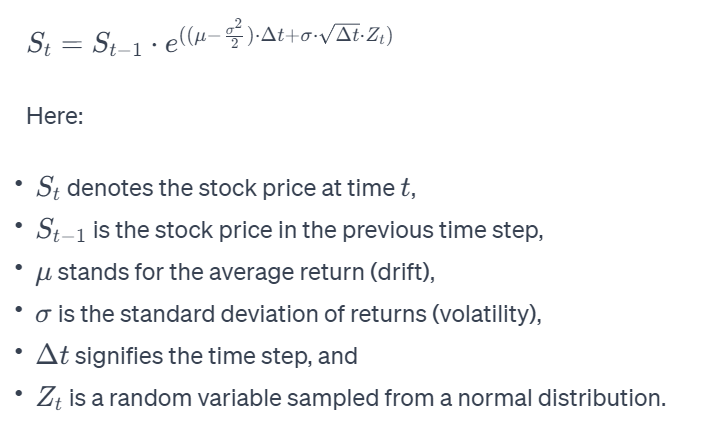 $S_t = S_{t-1} \cdot e^{((\mu - \frac{\sigma^2}{2}) \cdot \Delta t + \sigma \cdot \sqrt{\Delta t} \cdot Z_t)}$
Here:
• $S_t$ denotes the stock price at time $t$,
• $S_{t-1}$ is the stock price in the previous time step,
• $\mu$ stands for the average return (drift),
• $\sigma$ is the standard deviation of returns (volatility),
• $\Delta t$ signifies the time step, and
• $Z_t$ is a random variable sampled from a normal distribution.